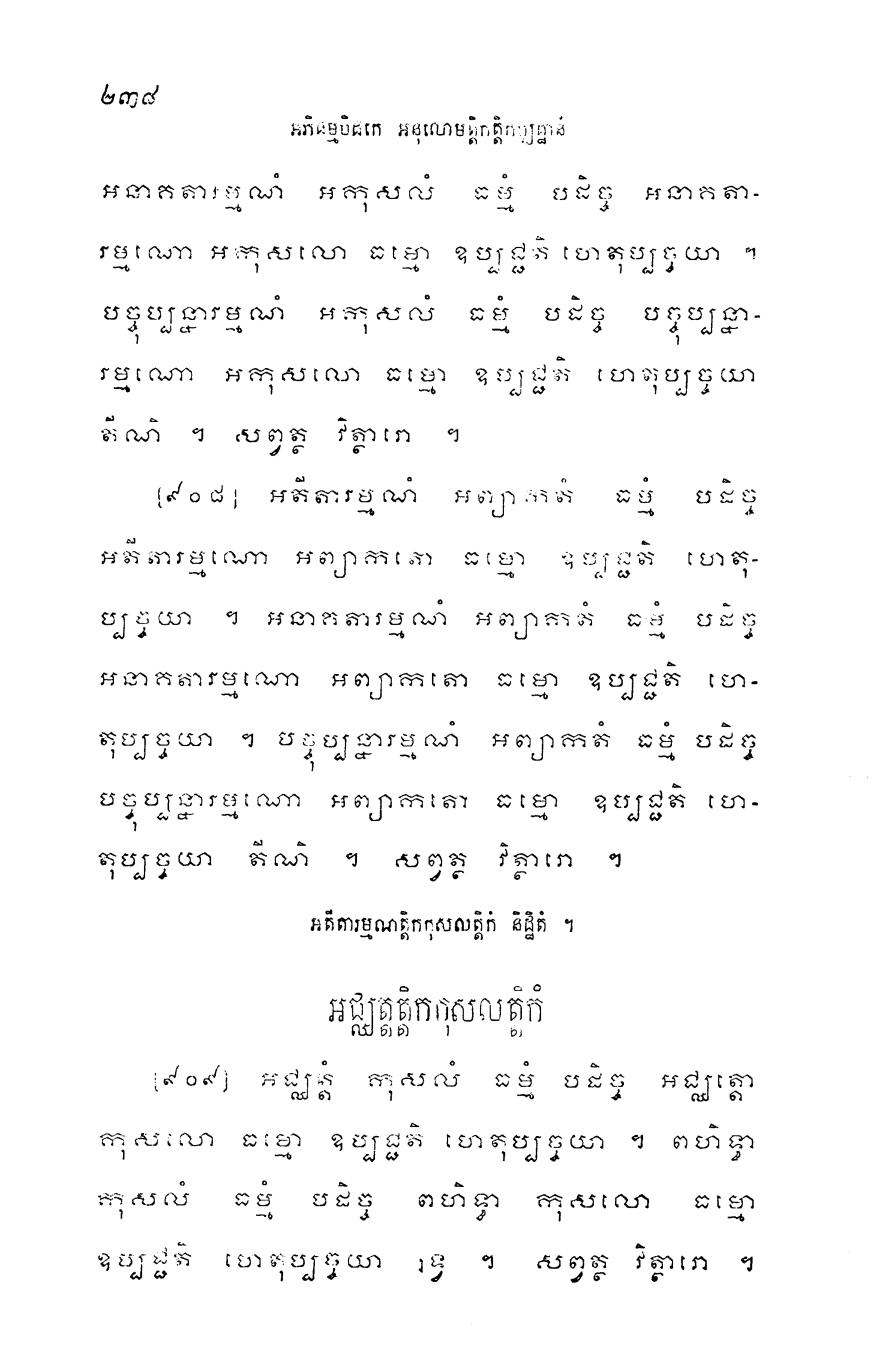 ២៣៨
អភិធម្មបិដកេ អនុលោមត្តិកត្តិកប្បដ្ឋានំ
អនាគតារម្មណំ អកុសលំ ធម្មំ បដិច្ច អនាគតា-
រម្មណោ អកុសលោ ធម្មោ ឧប្បជ្ជតិ ហេតុប្បច្ចយា ។
បច្ចុប្បន្នារម្មណំ អកុសលំ ធម្មំ បដិច្ច បច្ចុប្បន្នា-
រម្មណោ អកុសលោ ធម្មោ ឧប្បជ្ជតិ ហេតុប្បច្ចយា
តីណិ ។ សព្វត្ថ វិត្ថារោ ។
[៩០៨] អតីតារម្មណំ អព្យាកតំ ធម្មំ បដិច្ច
អតីតារម្មណោ អព្យាកតោ ធម្មោ ឧប្បជ្ជតិ ហេតុ-
ប្បច្ចយា ។ អនាគតារម្មណំ អព្យាកតំ ធម្មំ បដិច្ច
អនាគតារម្មណោ អព្យាកតោ ធម្មោ ឧប្បជ្ជតិ ហេ-
តុប្បច្ចយា ។ បច្ចុប្បន្នារម្មណំ អព្យាកតំ ធម្មំ បដិច្ច
បច្ចុប្បន្នារម្មណោ អព្យាកតោ ធម្មោ ឧប្បជ្ជតិ ហេ-
តុប្បច្ចយា តីណិ ។ សព្វត្ថ វិត្ថារោ ។
អតីតារម្មណត្តិកកុសលត្តិកំ និដ្ឋិតំ ។
អជ្ឈត្តត្តិកកុសលត្តិកំ
[៩០៩] អជ្ឈត្តំ កុសលំ ធម្មំ បដិច្ច អជ្ឈត្តោ
កុសលោ ធម្មោ ឧប្បជ្ជតិ ហេតុប្បច្ចយា ។ ពហិទ្ធា
កុសលំ ធម្មំ បដិច្ច ពហិទ្ធា កុសលោ ធម្មោ
ឧប្បជ្ជតិ ហេតុប្បច្ចយា ទ្វេ ។ សព្វត្ថ វិត្ថារោ ។